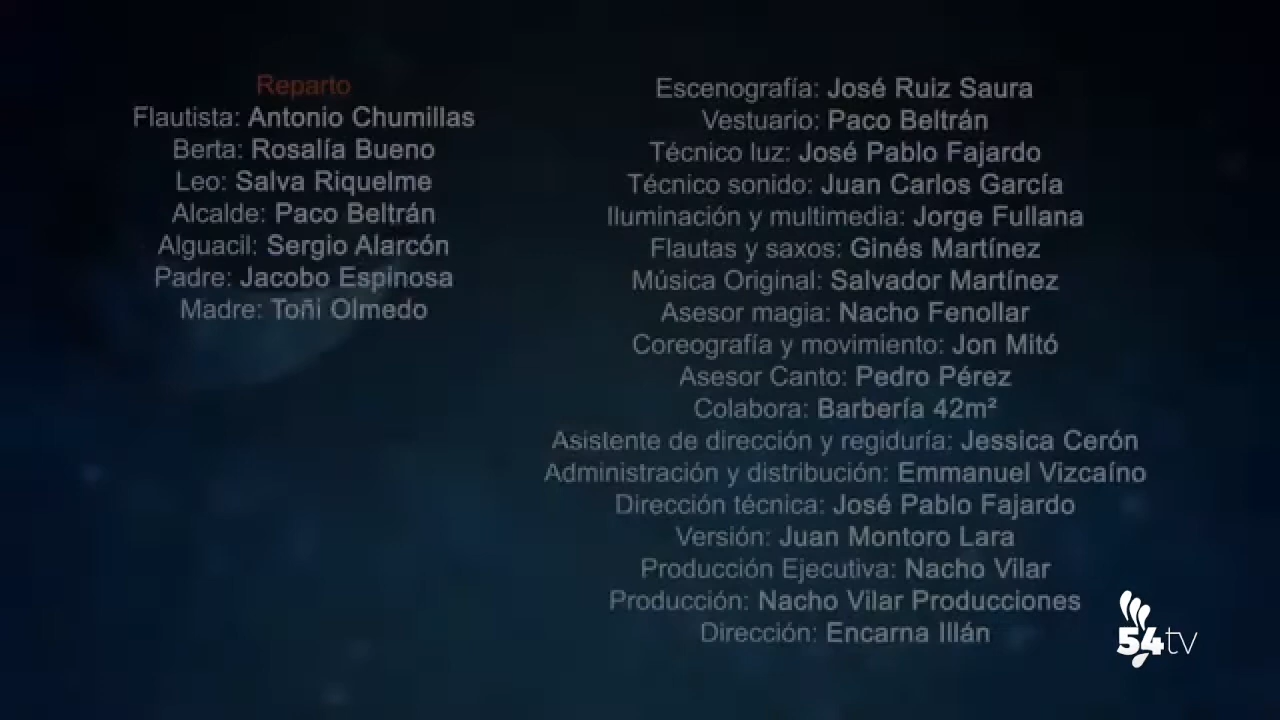 Reparto
Flautista: Antonio Chumillas
Berta: Rosalía Bueno
Leo: Salva Riquelme
Alcalde: Paco Beltrán
Alguacil: Sergio Alarcón
Padre: Jacobo Espinosa
Madre: Toñi Olmedo
Escenografía: José Ruiz Saura
Vestuario: Paco Beltrán
Técnico luz: José Pablo Fajardo
Técnico sonido: Juan Carlos García
Iluminación y multimedia: Jorge Fullana
Flautas y saxos: Ginés Martínez
Música Original: Salvador Martínez
Asesor magia: Nacho Fenollar
Coreografía y movimiento: Jon Mitó
Asesor Canto: Pedro Pérez
Colabora: Barbería 42m²
Asistente de dirección y regiduría: Jessica Cerón
Administración y distribución: Emmanuel Vizcaíno
Dirección técnica: José Pablo Fajardo
Versión: Juan Montoro Lara
Producción Ejecutiva: Nacho Vilar
Producción: Nacho Vilar Producciones
Dirección: Encarna Illán
54tv